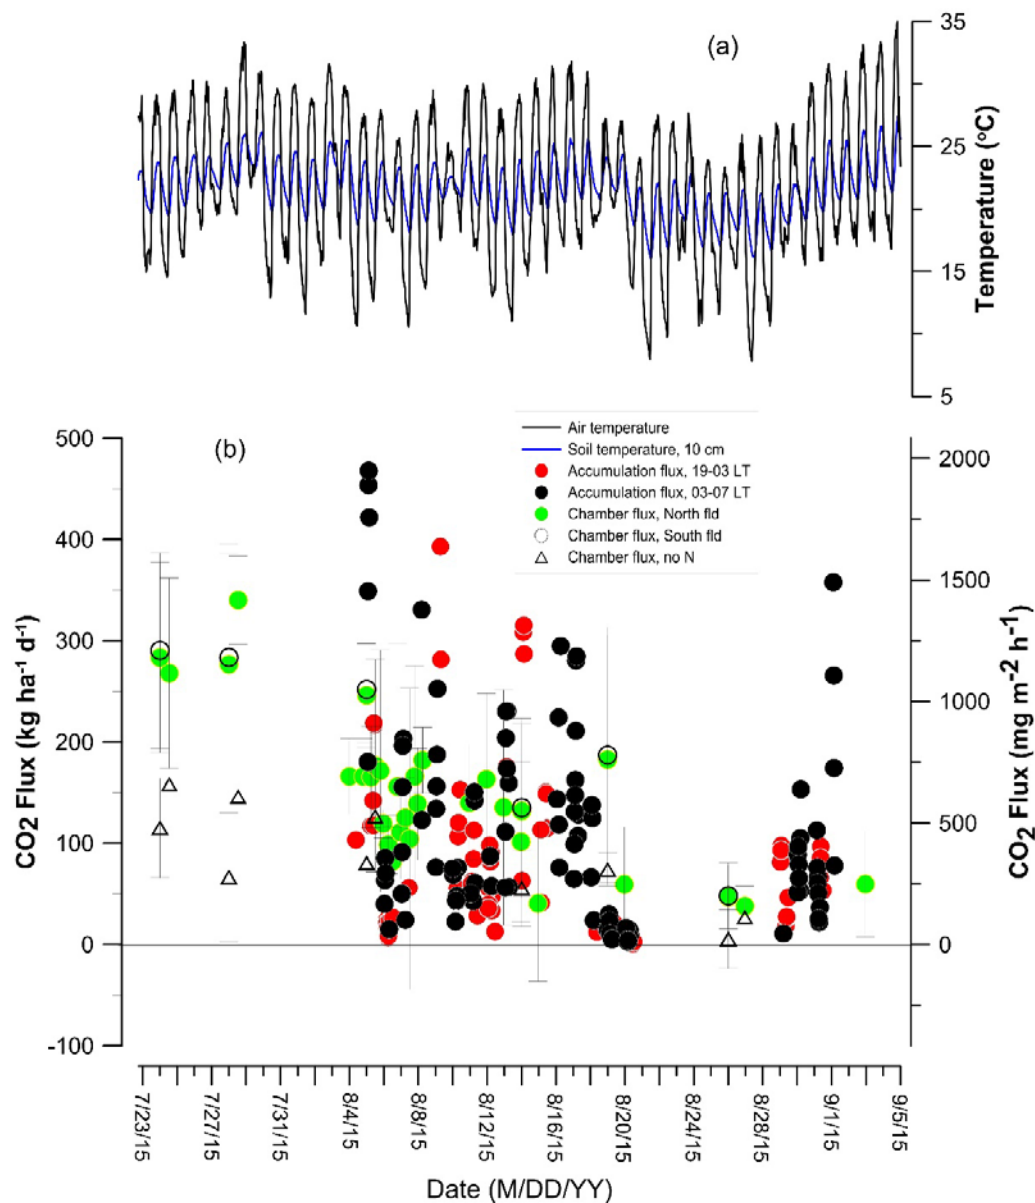 (a)
35
25
15
5
Temperature (°C)
(b)
Air temperature
Soil temperature, 10 cm
Accumulation flux, 19-03 LT
Accumulation flux, 03-07 LT
Chamber flux, North fld
Chamber flux, South fld
Chamber flux, no N
500
400
300
200
100
0
-100
CO2 Flux (kg ha⁻¹ d⁻¹)
2000
1500
1000
500
0
CO₂ Flux (mg m⁻² h⁻¹)
7/23/15
7/27/15
7/31/15
8/4/15
8/8/15
8/12/15
8/16/15
8/20/15
8/24/15
8/28/15
9/1/15
9/5/15
Date (M/DD/YY)